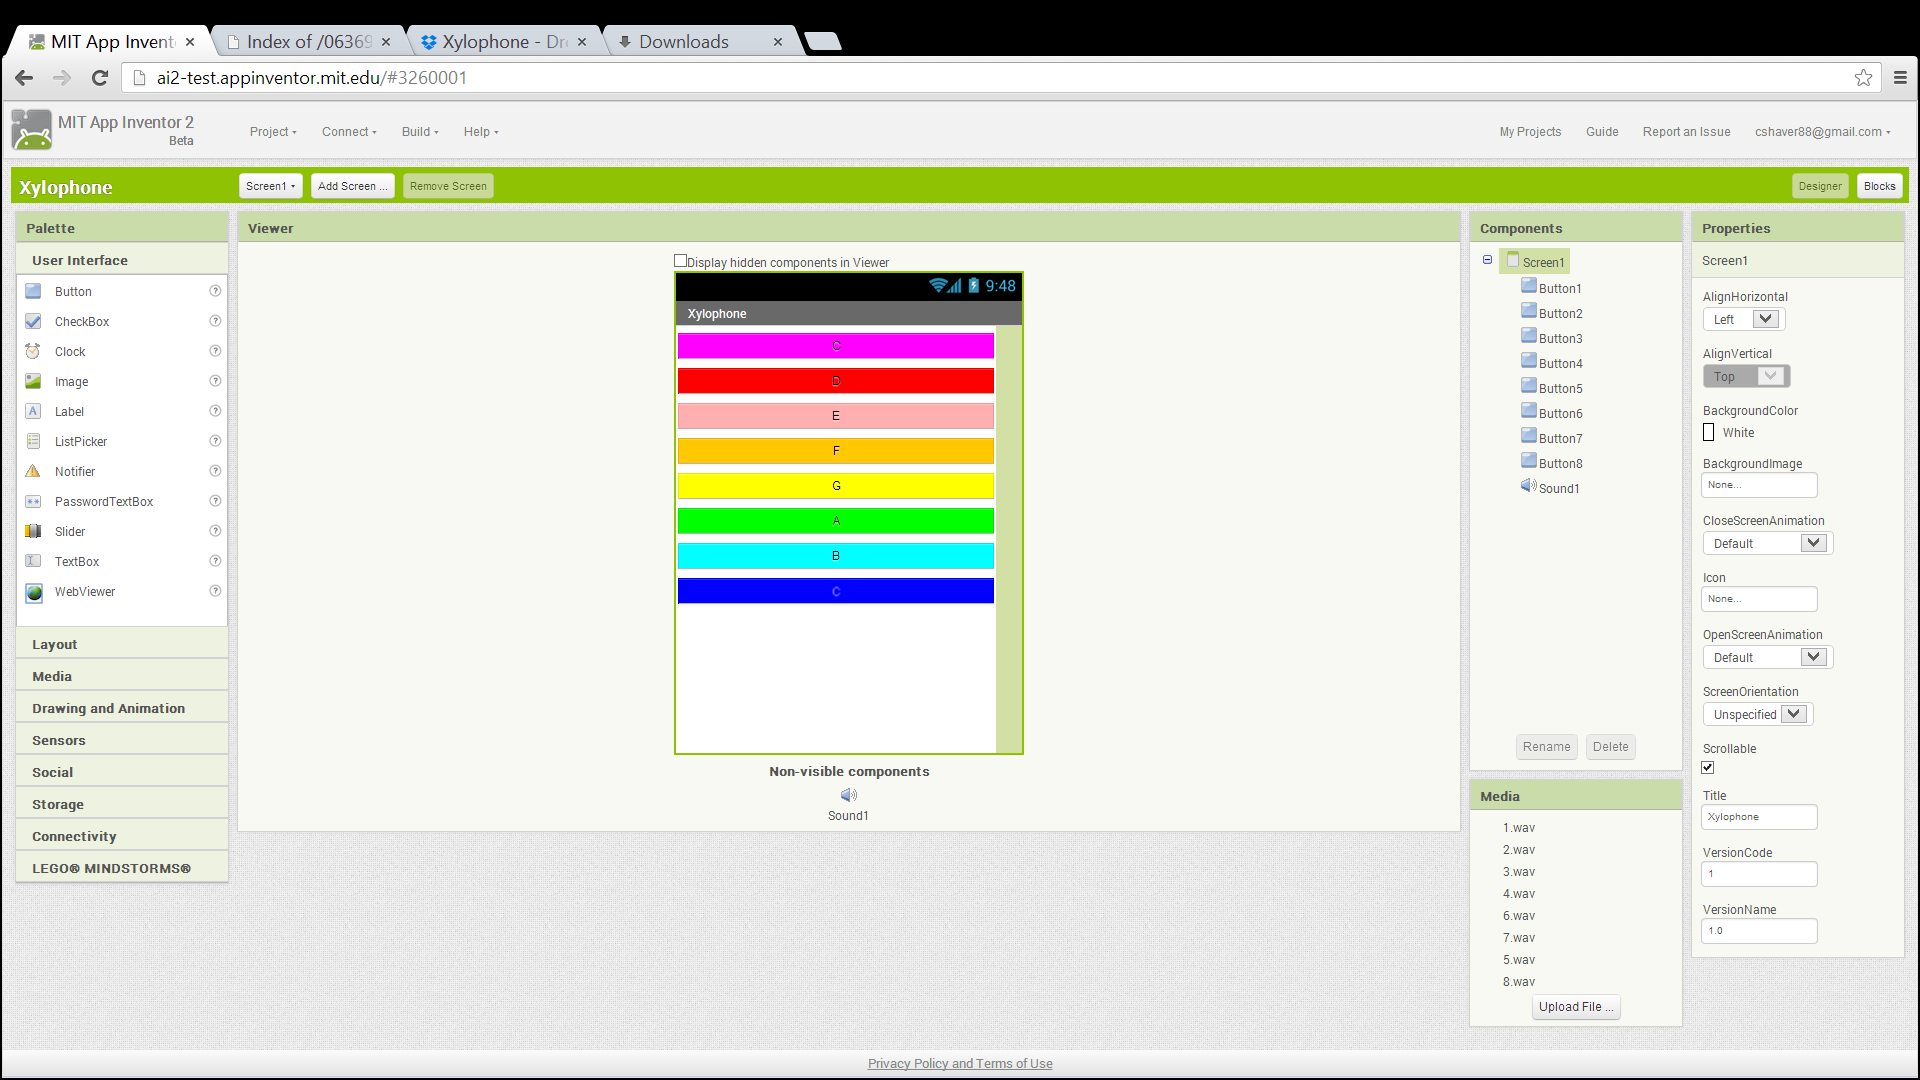 MIT App Invent
Index of /06369
Xylophone - Dr
Downloads
ai2-test.appinventor.mit.edu/#3260001
MIT App Inventor 2
Beta
Project
Connect
Build
Help
My Projects
Guide
Report an Issue
cshaver88@gmail.com
Xylophone
Screen1
Add Screen ...
Remove Screen
Designer
Blocks
Palette
User Interface
Button
CheckBox
Clock
Image
Label
ListPicker
Notifier
PasswordTextBox
Slider
TextBox
WebViewer
Layout
Media
Drawing and Animation
Sensors
Social
Storage
Connectivity
LEGO® MINDSTORMS®
Viewer
Display hidden components in Viewer
9:48
Xylophone
C
D
E
F
G
A
B
C
Non-visible components
Sound1
Components
Screen1
Button1
Button2
Button3
Button4
Button5
Button6
Button7
Button8
Sound1
Rename
Delete
Media
1.wav
2.wav
3.wav
4.wav
6.wav
7.wav
5.wav
8.wav
Upload File ...
Properties
Screen1
AlignHorizontal
Left
AlignVertical
Top
BackgroundColor
White
BackgroundImage
None...
CloseScreenAnimation
Default
Icon
None...
OpenScreenAnimation
Default
ScreenOrientation
Unspecified
Scrollable
Title
Xylophone
VersionCode
1
VersionName
1.0
Privacy Policy and Terms of Use